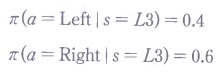 π(a = Left | s = L3) = 0.4
π(a = Right | s = L3) = 0.6